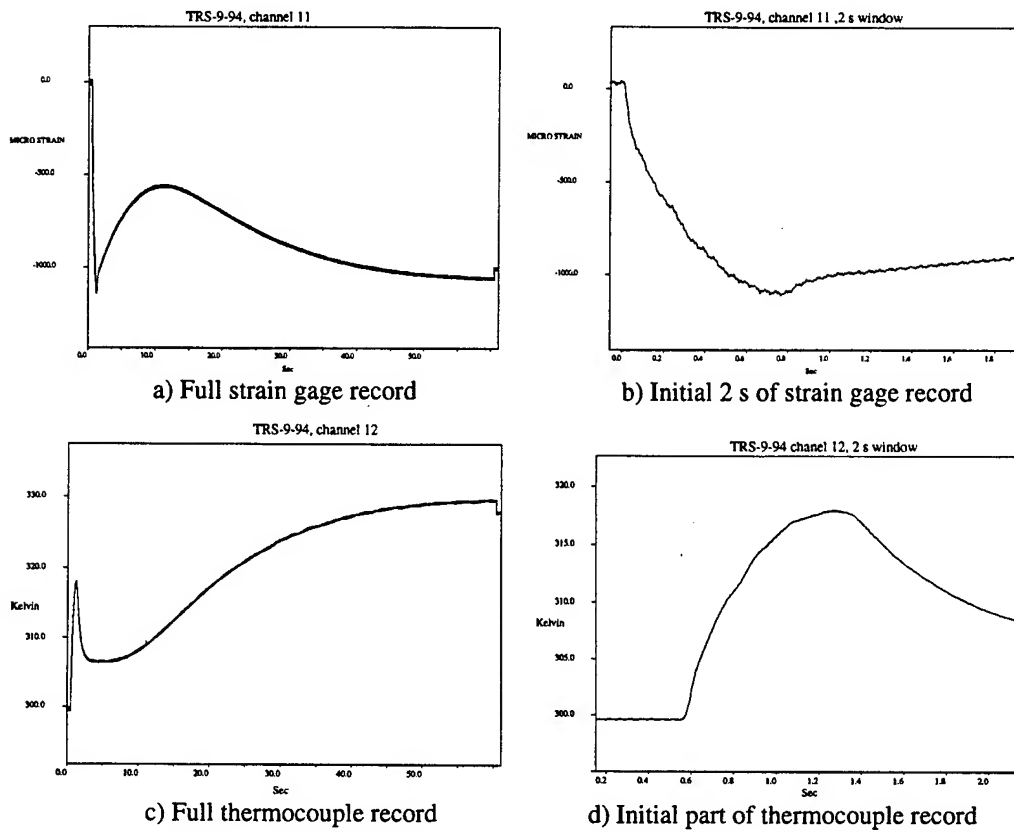 TRS-9-94, channel 11
0.0
MICRO STRAIN
-500.0
-1000.0
0.0 10.0 20.0 30.0 40.0 50.0
Sec
a) Full strain gage record
TRS-9-94, channel 11 ,2 s window
0.0
MICRO STRAIN
-500.0
-1000.0
0.0 0.2 0.4 0.6 0.8 1.0 1.2 1.4 1.6 1.8
Sec
b) Initial 2 s of strain gage record
TRS-9-94, channel 12
330.0
320.0
Kelvin
310.0
300.0
0.0 10.0 20.0 30.0 40.0 50.0
Sec
c) Full thermocouple record
TRS-9-94 chanel 12, 2 s window
320.0
315.0
310.0
Kelvin
305.0
300.0
0.2 0.4 0.6 0.8 1.0 1.2 1.4 1.6 1.8 2.0
Sec
d) Initial part of thermocouple record